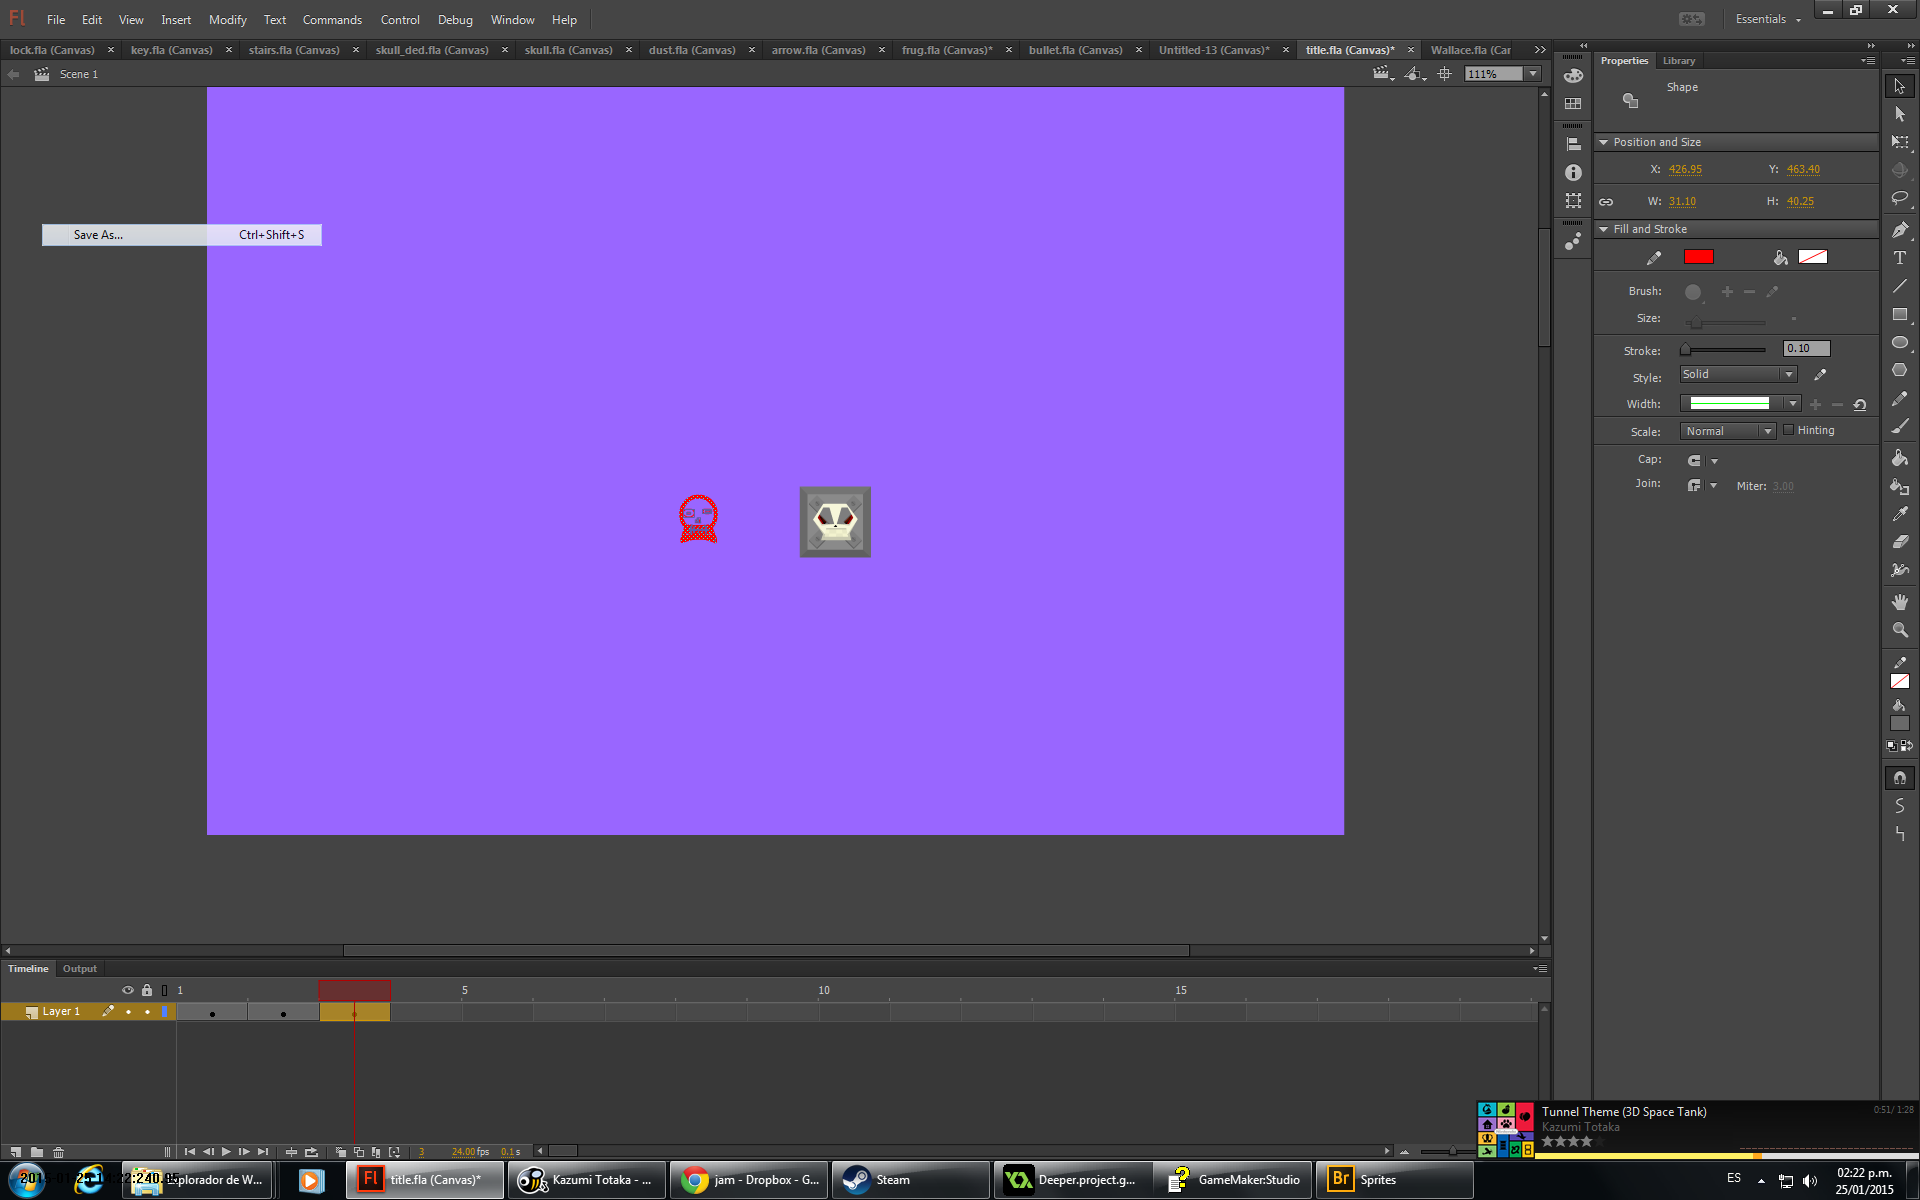 Fl File Edit View Insert Modify Text Commands Control Debug Window Help Essentials
lock.fla (Canvas) × key.fla (Canvas) × stairs.fla (Canvas) × skull_ded.fla (Canvas) × skull.fla (Canvas) × dust.fla (Canvas) × arrow.fla (Canvas) × frug.fla (Canvas)* × bullet.fla (Canvas) × Untitled-13 (Canvas)* × title.fla (Canvas)* × Wallace.fla (Car
Scene 1 111%
Properties Library
Shape
Position and Size
X: 426.95 Y: 463.40
W: 31.10 H: 40.25
Fill and Stroke
Brush:
Size: -
Stroke: 0.10
Style: Solid
Width:
Scale: Normal Hinting
Cap:
Join: Miter: 3.00
Save As... Ctrl+Shift+S
Timeline Output
1 5 10 15
Layer 1
3 24.00 fps 0.1 s
Tunnel Theme (3D Space Tank) 0:51/ 1:28
Kazumi Totaka
Explorador de W...
Fl title.fla (Canvas)*
Kazumi Totaka - ...
jam - Dropbox - G...
Steam
Deeper.project.g...
GameMaker:Studio
Br Sprites
ES
02:22 p.m.
25/01/2015